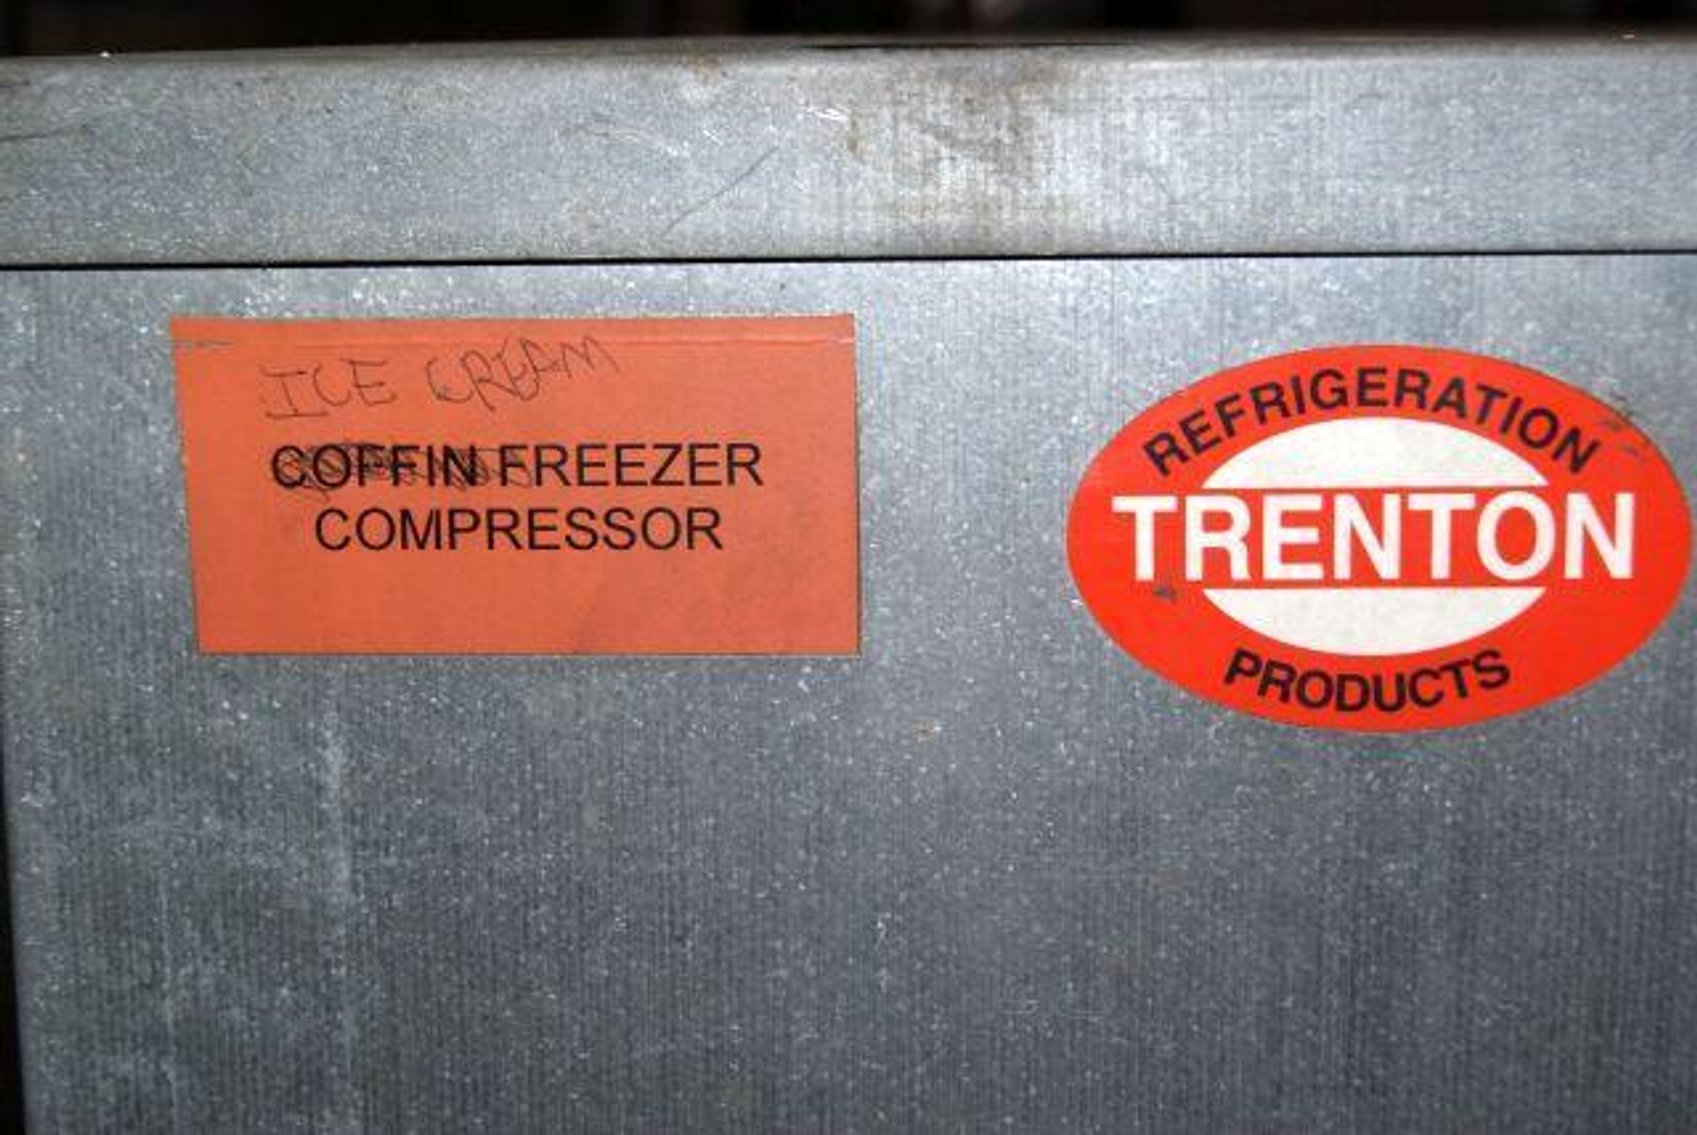 ICE CREAM
COFFIN FREEZER
COMPRESSOR
REFRIGERATION
TRENTON
PRODUCTS